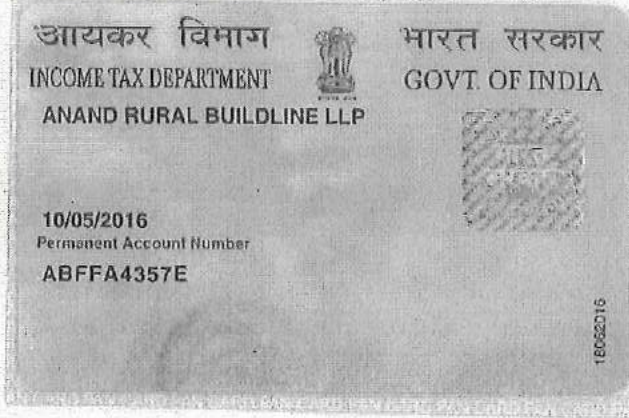 आयकर विभाग
भारत सरकार
INCOME TAX DEPARTMENT
GOVT. OF INDIA
ANAND RURAL BUILDLINE LLP
10/05/2016
Permanent Account Number
ABFFA4357E
18062016